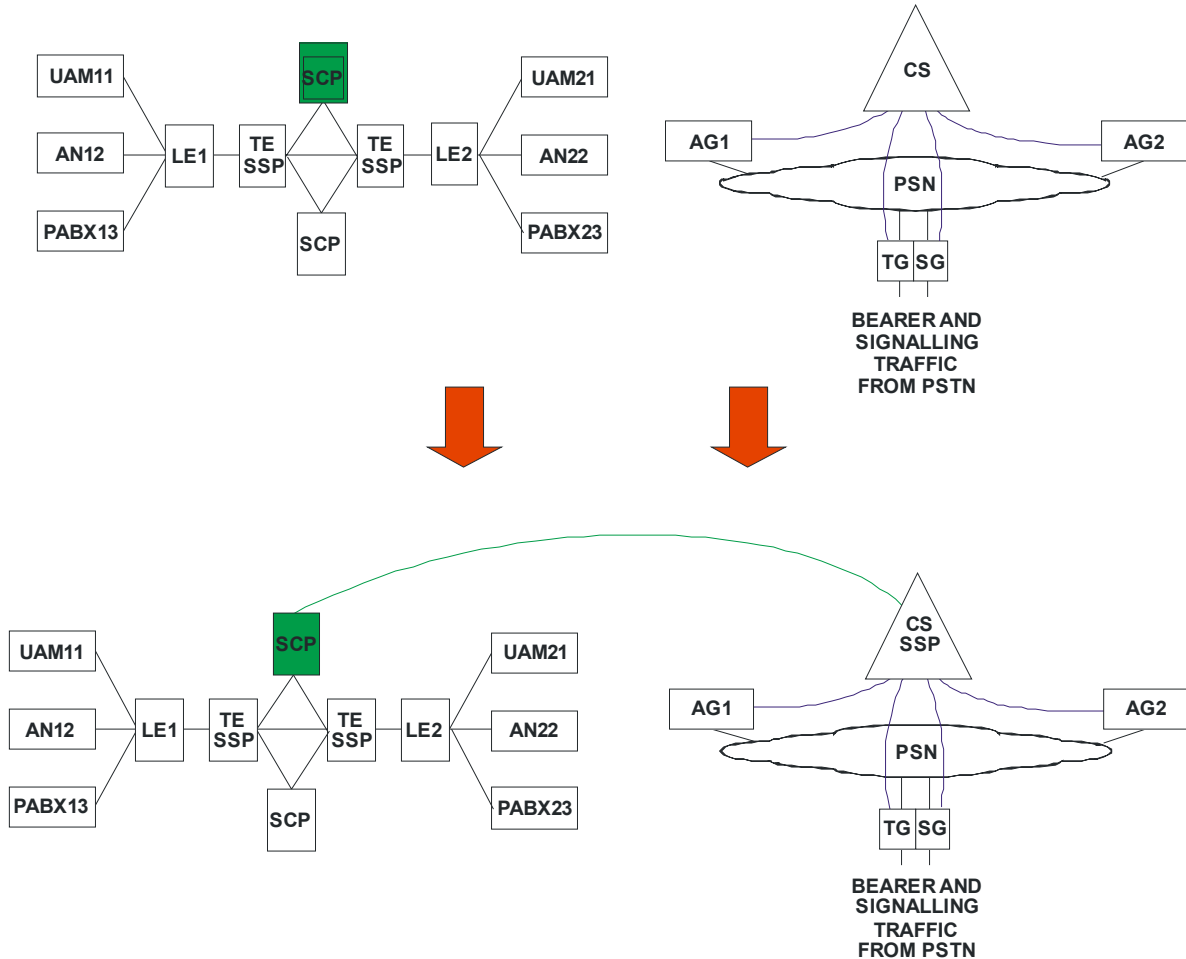 UAM11
SCP
UAM21
CS
AN12
LE1
TE
SSP
TE
SSP
LE2
AN22
AG1
AG2
PSN
PABX13
SCP
PABX23
TG
SG
BEARER AND
SIGNALLING
TRAFFIC
FROM PSTN
SCP
CS
SSP
UAM11
UAM21
AG1
AG2
AN12
LE1
TE
SSP
TE
SSP
LE2
AN22
PSN
PABX13
SCP
PABX23
TG
SG
BEARER AND
SIGNALLING
TRAFFIC
FROM PSTN